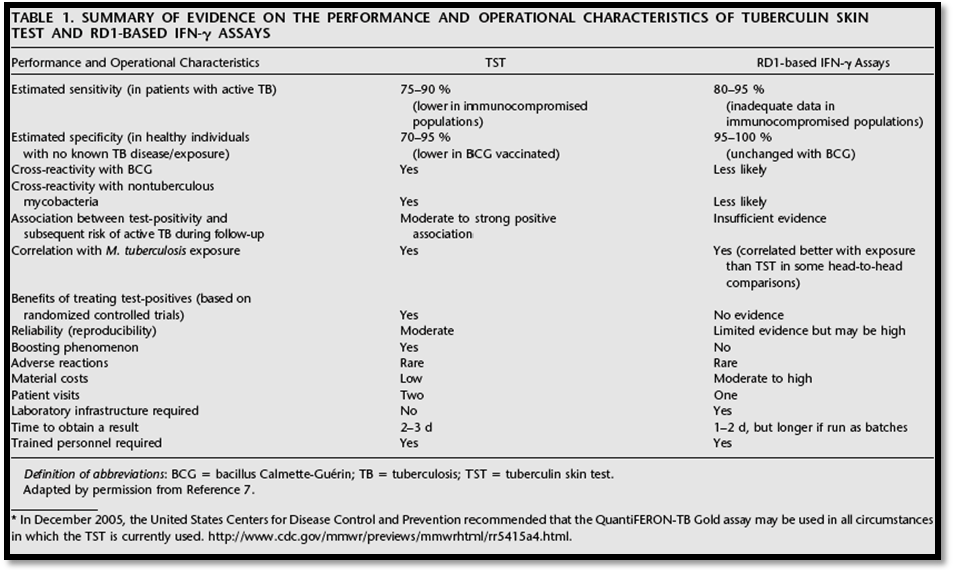 TABLE 1. SUMMARY OF EVIDENCE ON THE PERFORMANCE AND OPERATIONAL CHARACTERISTICS OF TUBERCULIN SKIN
TEST AND RD1-BASED IFN-γ ASSAYS
Performance and Operational Characteristics TST RD1-based IFN-γ Assays
Estimated sensitivity (in patients with active TB) 75–90 % 80–95 %
(lower in immunocompromised (inadequate data in
populations) immunocompromised populations)
Estimated specificity (in healthy individuals 70–95 % 95–100 %
with no known TB disease/exposure) (lower in BCG vaccinated) (unchanged with BCG)
Cross-reactivity with BCG Yes Less likely
Cross-reactivity with nontuberculous
mycobacteria Yes Less likely
Association between test-positivity and Moderate to strong positive Insufficient evidence
subsequent risk of active TB during follow-up association
Correlation with M. tuberculosis exposure Yes Yes (correlated better with exposure
than TST in some head-to-head
comparisons)
Benefits of treating test-positives (based on
randomized controlled trials) Yes No evidence
Reliability (reproducibility) Moderate Limited evidence but may be high
Boosting phenomenon Yes No
Adverse reactions Rare Rare
Material costs Low Moderate to high
Patient visits Two One
Laboratory infrastructure required No Yes
Time to obtain a result 2–3 d 1–2 d, but longer if run as batches
Trained personnel required Yes Yes
Definition of abbreviations: BCG = bacillus Calmette-Guérin; TB = tuberculosis; TST = tuberculin skin test.
Adapted by permission from Reference 7.
* In December 2005, the United States Centers for Disease Control and Prevention recommended that the QuantiFERON-TB Gold assay may be used in all circumstances
in which the TST is currently used. http://www.cdc.gov/mmwr/previews/mmwrhtml/rr5415a4.html.